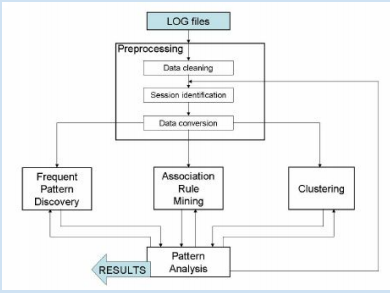 LOG files
Preprocessing
Data cleaning
Session identification
Data conversion
Frequent
Pattern
Discovery
Association
Rule
Mining
Clustering
RESULTS
Pattern
Analysis